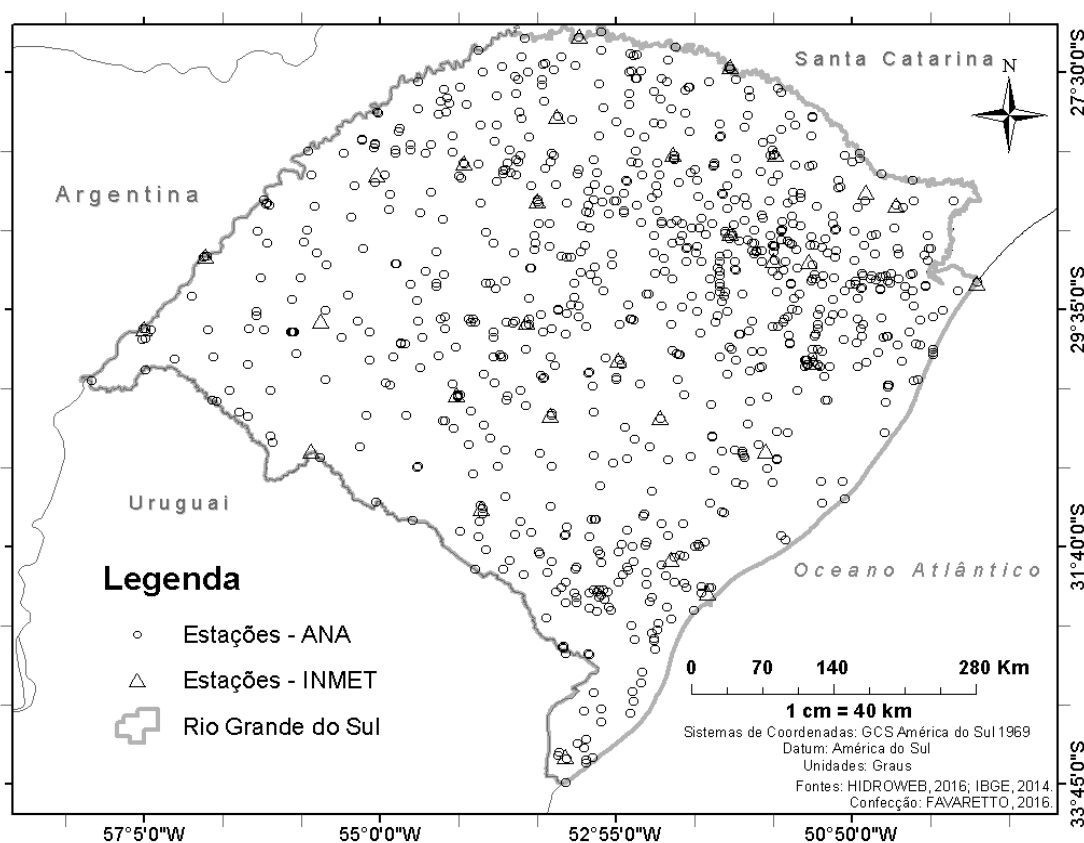 Santa Catarina
N
27°30'0"S
Argentina
29°35'0"S
Uruguai
31°40'0"S
Oceano Atlântico
Legenda
Estações - ANA
Estações - INMET
Rio Grande do Sul
0 70 140 280 Km
1 cm = 40 km
Sistemas de Coordenadas: GCS América do Sul 1969
Datum: América do Sul
Unidades: Graus
Fontes: HIDROWEB, 2016; IBGE, 2014.
Confecção: FAVARETTO, 2016.
33°45'0"S
57°5'0"W 55°0'0"W 52°55'0"W 50°50'0"W